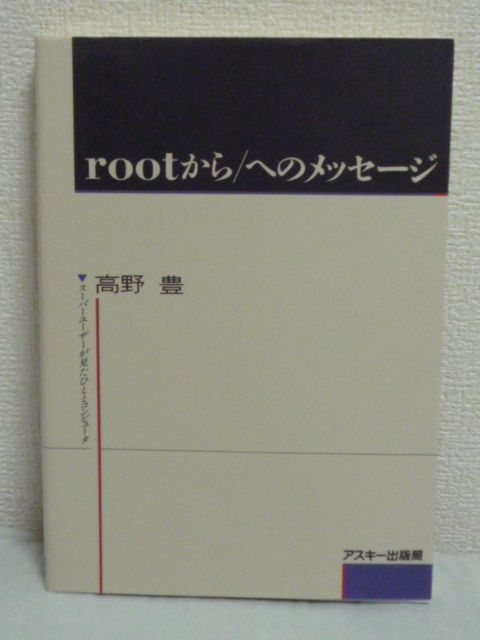 rootから/へのメッセージ
高野 豊
▼スーパーユーザーが見たひととコンピュータ
アスキー出版局